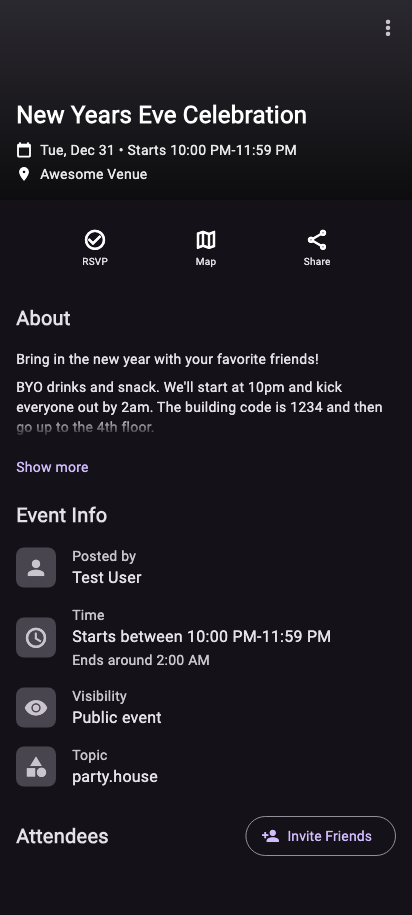 New Years Eve Celebration
Tue, Dec 31 • Starts 10:00 PM-11:59 PM
Awesome Venue
RSVP
Map
Share
About
Bring in the new year with your favorite friends!
BYO drinks and snack. We'll start at 10pm and kick
everyone out by 2am. The building code is 1234 and then
go up to the 4th floor.
Show more
Event Info
Posted by
Test User
Time
Starts between 10:00 PM-11:59 PM
Ends around 2:00 AM
Visibility
Public event
Topic
party.house
Attendees
Invite Friends